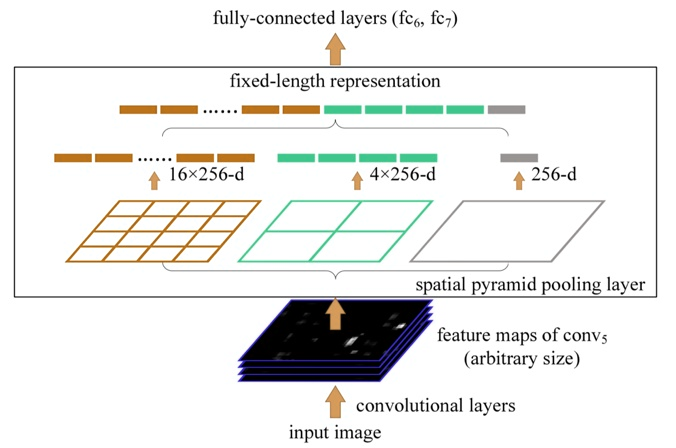 fully-connected layers (fc6, fc7)
fixed-length representation
16×256-d
4×256-d
256-d
spatial pyramid pooling layer
feature maps of conv5
(arbitrary size)
convolutional layers
input image